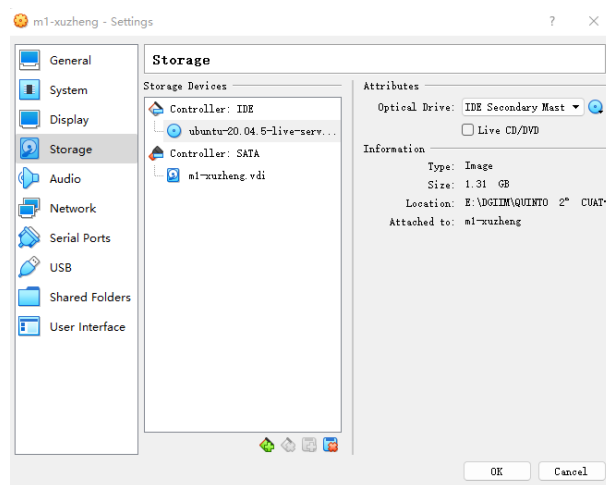 m1-xuzheng - Settings
? ×
General
System
Display
Storage
Audio
Network
Serial Ports
USB
Shared Folders
User Interface
Storage
Storage Devices
Controller: IDE
ubuntu-20.04.5-live-serv...
Controller: SATA
m1-xuzheng.vdi
Attributes
Optical Drive: IDE Secondary Mast
Live CD/DVD
Information
Type: Image
Size: 1.31 GB
Location: E:\DGIIM\QUINTO 2º CUAT
Attached to: m1-xuzheng
OK Cancel